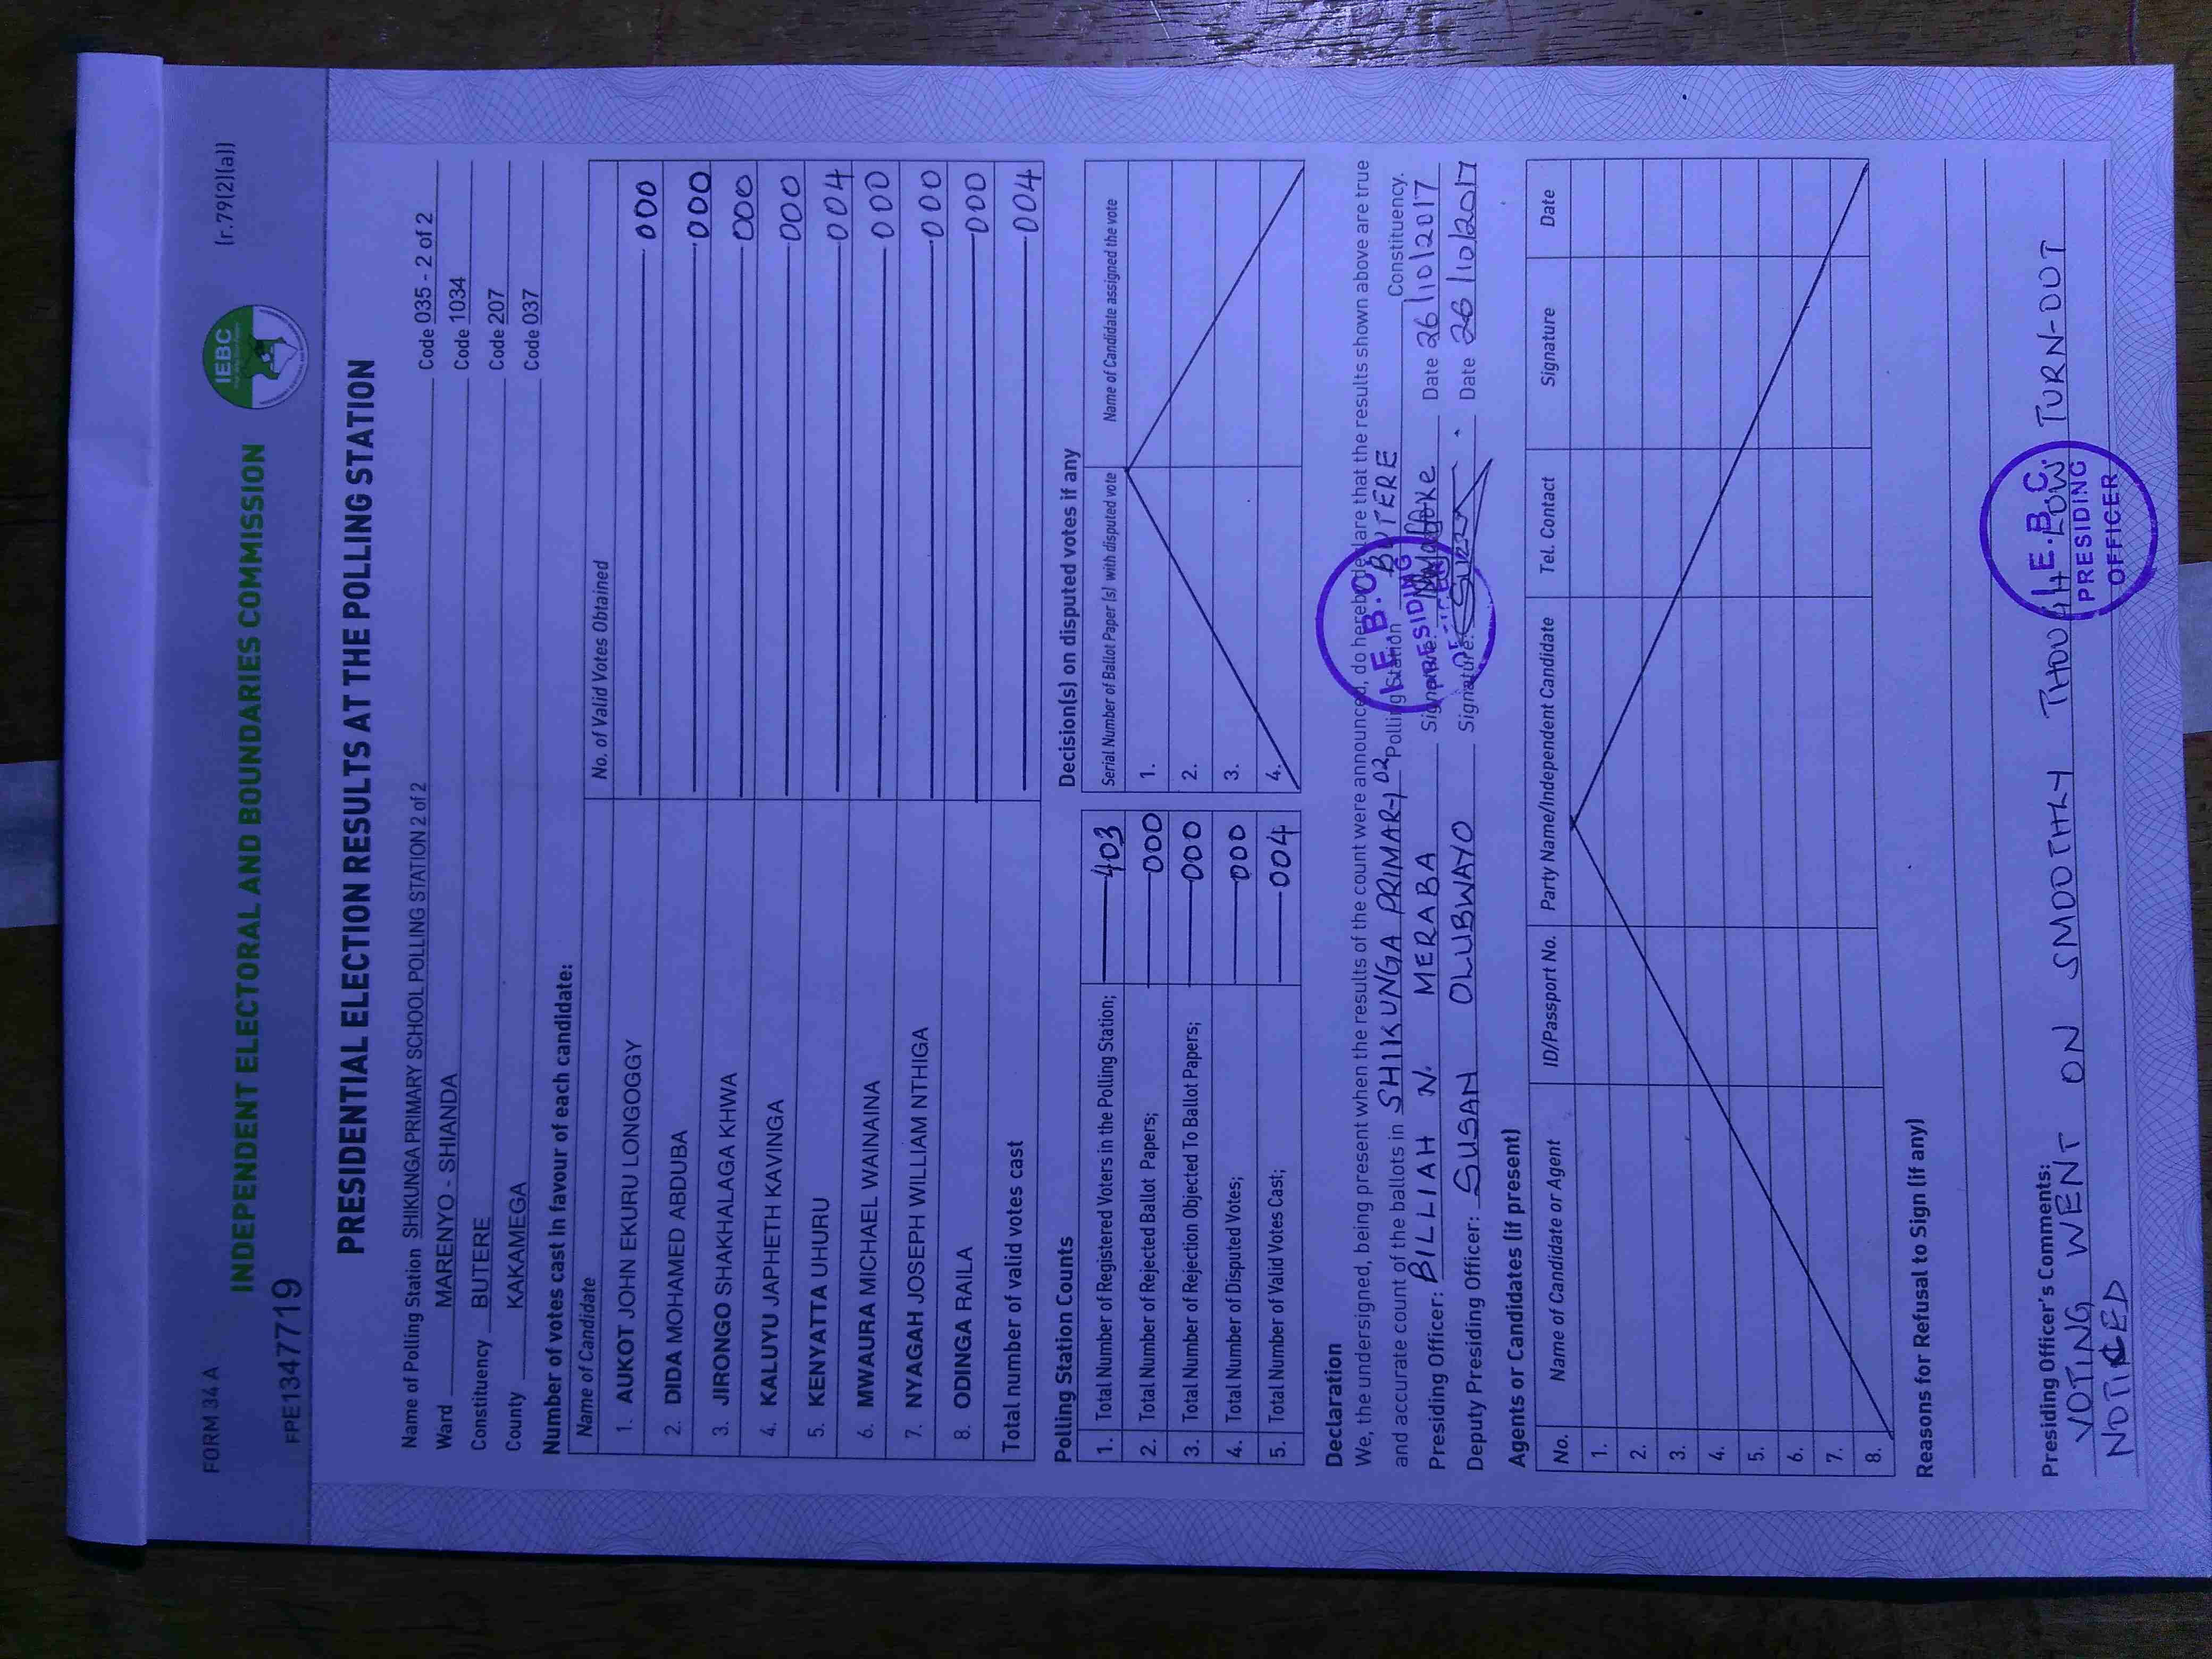 FORM 34 A
(r.79(2)(a))
INDEPENDENT ELECTORAL AND BOUNDARIES COMMISSION
IEBC
FPE1347719
PRESIDENTIAL ELECTION RESULTS AT THE POLLING STATION
Name of Polling Station SHIKUNGA PRIMARY SCHOOL POLLING STATION 2 of 2 Code 035 - 2 of 2
Ward MARENYO - SHIANDA Code 1034
Constituency BUTERE Code 207
County KAKAMEGA Code 037
Number of votes cast in favour of each candidate:
Name of Candidate No. of Valid Votes Obtained
1. AUKOT JOHN EKURU LONGOGGY 000
2. DIDA MOHAMED ABDUBA 000
3. JIRONGO SHAKHALAGA KHWA 000
4. KALUYU JAPHETH KAVINGA 000
5. KENYATTA UHURU 004
6. MWAURA MICHAEL WAINAINA 000
7. NYAGAH JOSEPH WILLIAM NTHIGA 000
8. ODINGA RAILA 000
Total number of valid votes cast 004
Polling Station Counts
1. Total Number of Registered Voters in the Polling Station; 403
2. Total Number of Rejected Ballot Papers; 000
3. Total Number of Rejection Objected To Ballot Papers; 000
4. Total Number of Disputed Votes; 000
5. Total Number of Valid Votes Cast; 004
Decision(s) on disputed votes if any
Serial Number of Ballot Paper (s) with disputed vote Name of Candidate assigned the vote
1.
2.
3.
4.
Declaration
We, the undersigned, being present when the results of the count were announced, do hereby declare that the results shown above are true
and accurate count of the ballots in SHIKUNGA PRIMARY 02 Polling Station BUTERE Constituency.
Presiding Officer: BILLIAH N. MERABA Signature: Date 26/10/2017
Deputy Presiding Officer: SUSAN OLUBWAYO Signature: Date 26/10/2017
I.E.B.C.
PRESIDING
Agents or Candidates (if present)
No. Name of Candidate or Agent ID/Passport No. Party Name/Independent Candidate Tel. Contact Signature Date
1.
2.
3.
4.
5.
6.
7.
8.
Reasons for Refusal to Sign (if any)
Presiding Officer's Comments:
VOTING WENT ON SMOOTHLY THOUGH LOW TURN-OUT
NOTICED
I.E.B.C.
PRESIDING
OFFICER